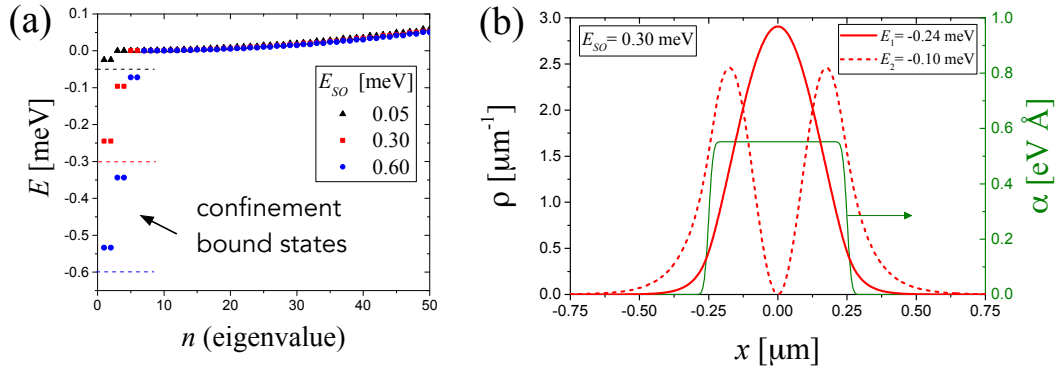 (a)
E [meV]
0.1
0.0
-0.1
-0.2
-0.3
-0.4
-0.5
-0.6
E_SO [meV]
0.05
0.30
0.60
confinement
bound states
0 10 20 30 40 50
n (eigenvalue)
(b)
ρ [μm⁻¹]
3.0
2.5
2.0
1.5
1.0
0.5
0.0
E_SO= 0.30 meV
E₁= -0.24 meV
E₂= -0.10 meV
1.0
0.8
0.6
0.4
0.2
0.0
α [eV Å]
-0.75 -0.50 -0.25 0.00 0.25 0.50 0.75
x [μm]